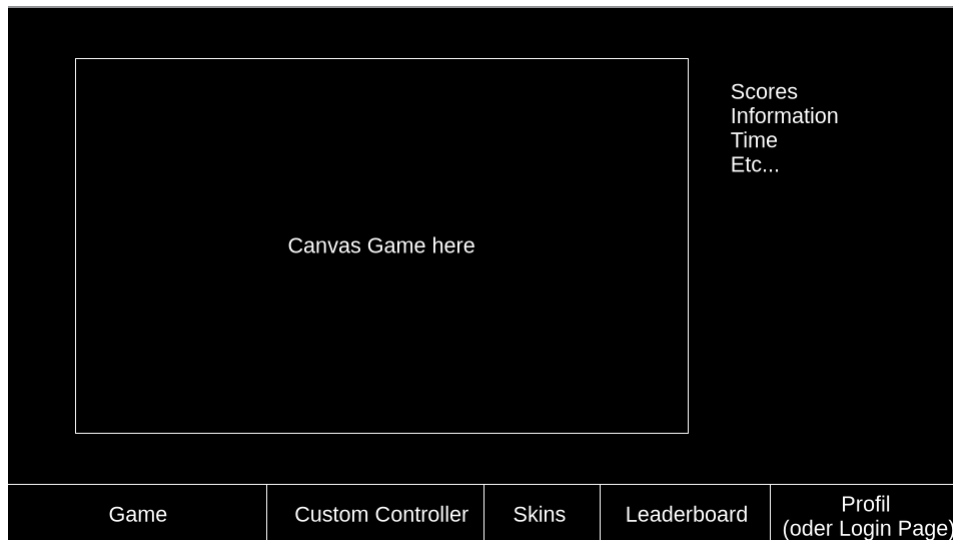 Scores
Information
Time
Etc...
Canvas Game here
Game
Custom Controller
Skins
Leaderboard
Profil
(oder Login Page)